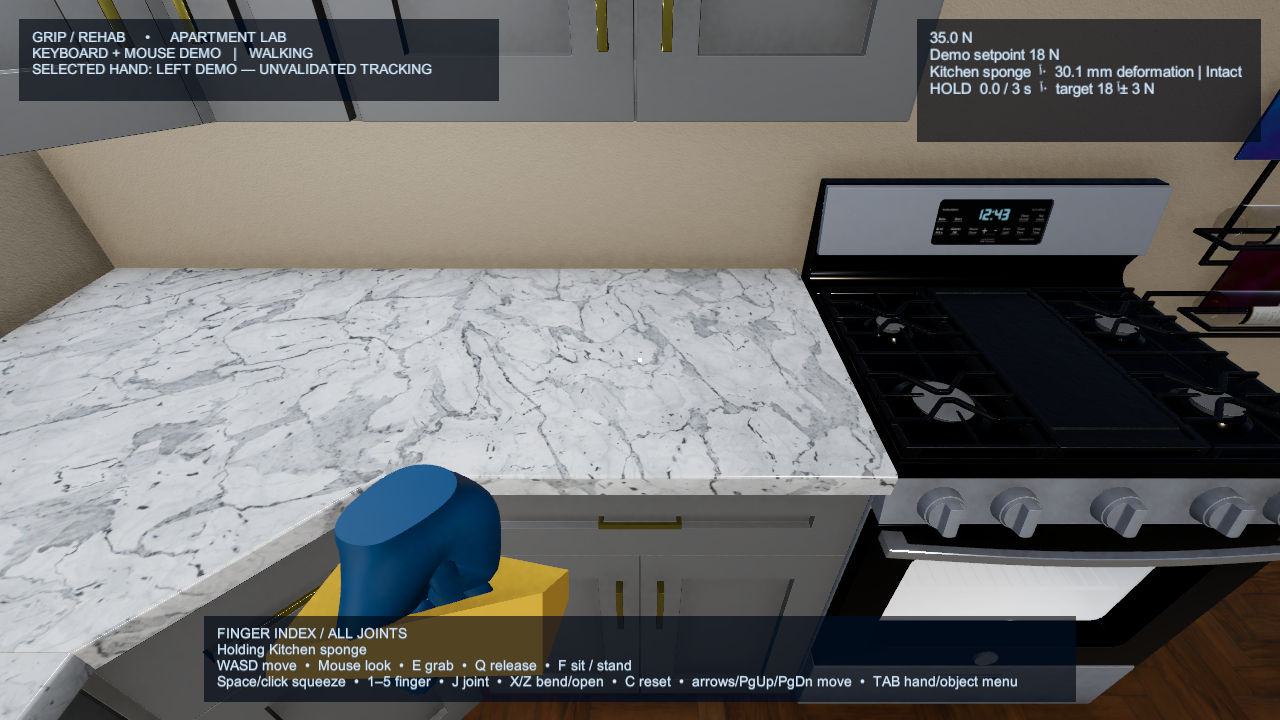 GRIP / REHAB • APARTMENT LAB
KEYBOARD + MOUSE DEMO | WALKING
SELECTED HAND: LEFT DEMO — UNVALIDATED TRACKING
35.0 N
Demo setpoint 18 N
Kitchen sponge 30.1 mm deformation | Intact
HOLD 0.0 / 3 s target 18 ± 3 N
12:43
FINGER INDEX / ALL JOINTS
Holding Kitchen sponge
WASD move • Mouse look • E grab • Q release • F sit / stand
Space/click squeeze • 1–5 finger • J joint • X/Z bend/open • C reset • arrows/PgUp/PgDn move • TAB hand/object menu